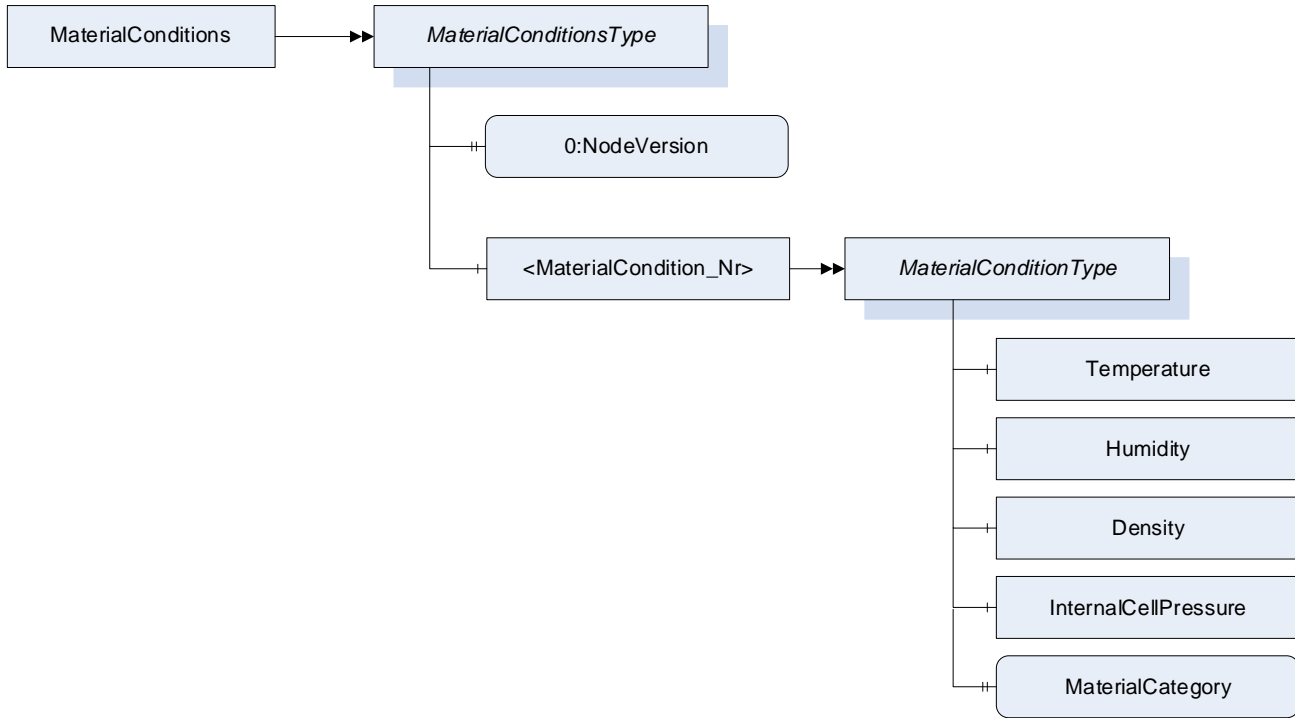 MaterialConditions
MaterialConditionsType
0:NodeVersion
<MaterialCondition_Nr>
MaterialConditionType
Temperature
Humidity
Density
InternalCellPressure
MaterialCategory